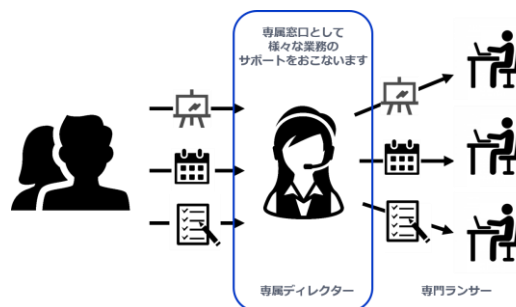 専属窓口として
様々な業務の
サポートをおこないます
専属ディレクター
専門ランサー